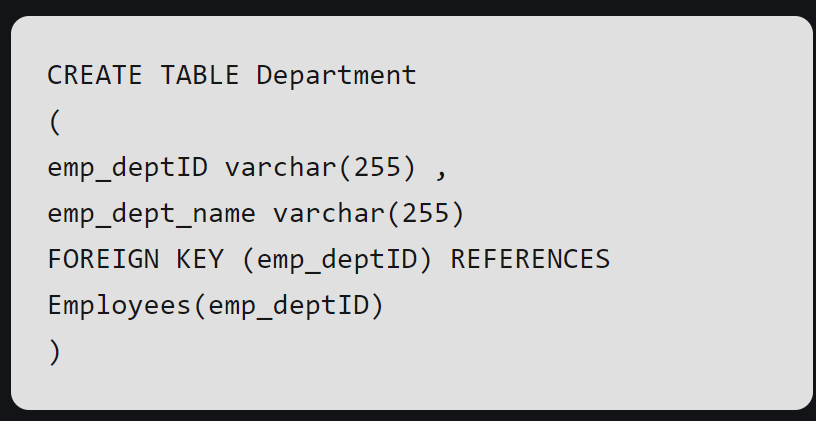 CREATE TABLE Department
(
emp_deptID varchar(255) ,
emp_dept_name varchar(255)
FOREIGN KEY (emp_deptID) REFERENCES
Employees(emp_deptID)
)